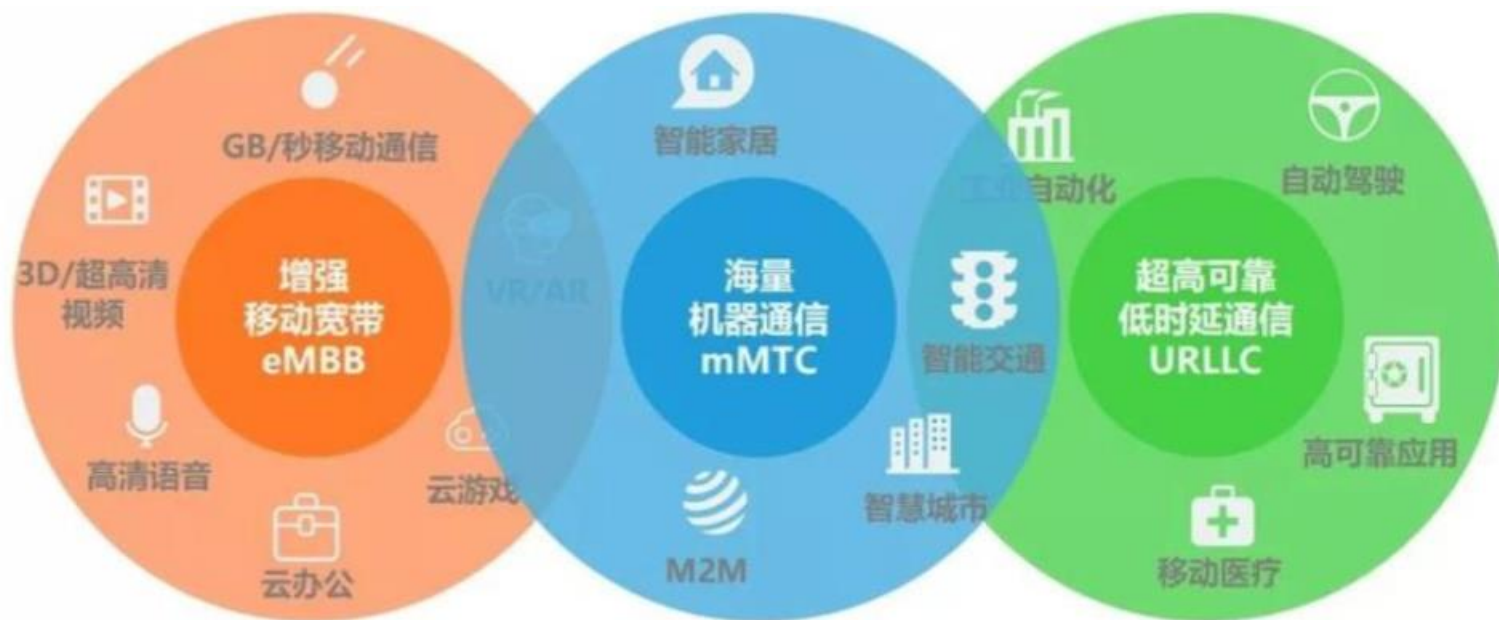 GB/秒移动通信
3D/超高清
视频
增强
移动宽带
eMBB
VR/AR
高清语音
云游戏
云办公
智能家居
海量
机器通信
mMTC
智能交通
智慧城市
M2M
工业自动化
自动驾驶
超高可靠
低时延通信
URLLC
高可靠应用
移动医疗